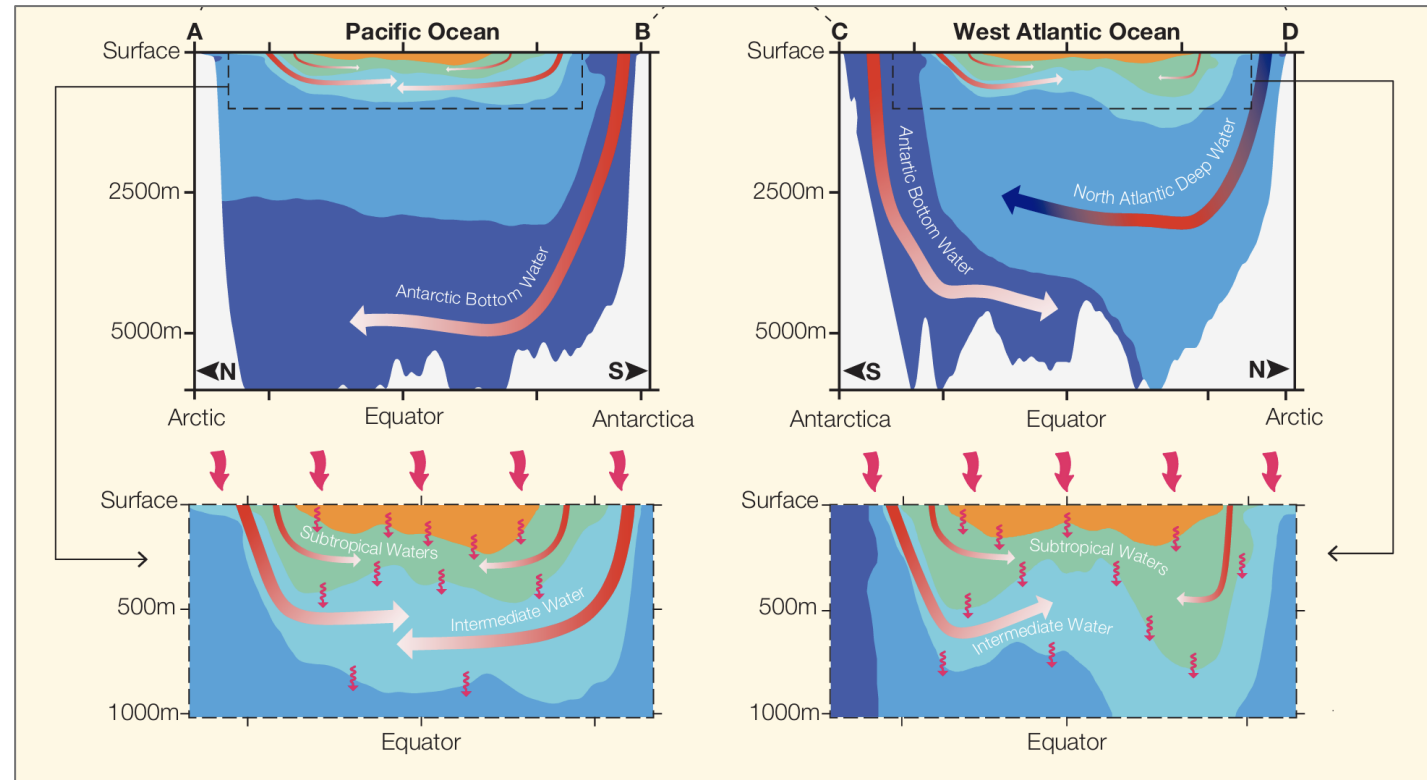 A Pacific Ocean B
C West Atlantic Ocean D
Surface
2500m
5000m
Antarctic Bottom Water
N
S
Arctic
Equator
Antarctica
Surface
2500m
5000m
Antartic Bottom Water
North Atlantic Deep Water
S
N
Antarctica
Equator
Arctic
Surface
500m
1000m
Subtropical Waters
Intermediate Water
Equator
Surface
500m
1000m
Subtropical Waters
Intermediate Water
Equator